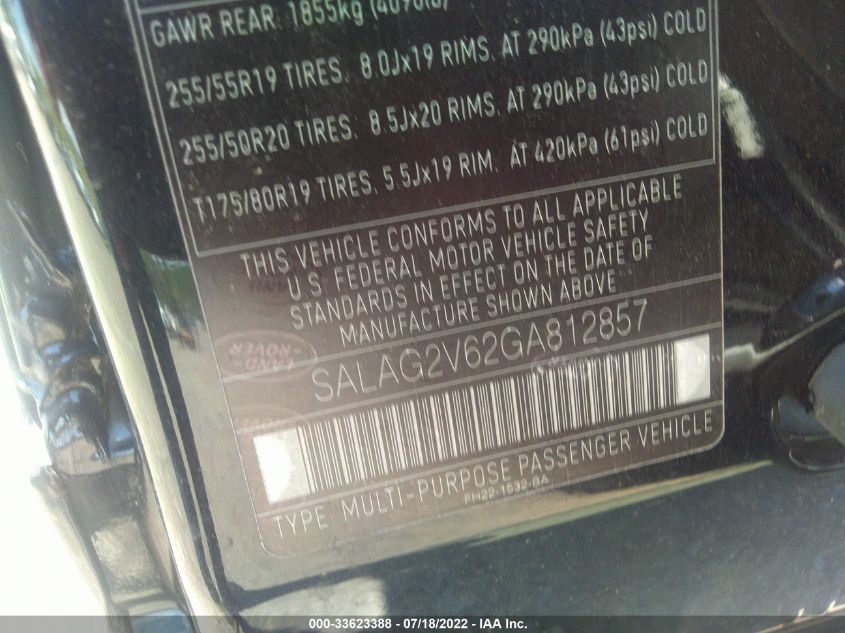 GAWR REAR: 1855kg (4090lb)
255/55R19 TIRES, 8.0Jx19 RIMS, AT 290kPa (43psi) COLD
255/50R20 TIRES, 8.5Jx20 RIMS, AT 290kPa (43psi) COLD
T175/80R19 TIRES, 5.5Jx19 RIM, AT 420kPa (61psi) COLD
THIS VEHICLE CONFORMS TO ALL APPLICABLE
U.S. FEDERAL MOTOR VEHICLE SAFETY
STANDARDS IN EFFECT ON THE DATE OF
MANUFACTURE SHOWN ABOVE
LAND-
ROVER
SALAG2V62GA812857
TYPE: MULTI-PURPOSE PASSENGER VEHICLE
FH22-1532-BA
000-33623388 - 07/18/2022 - IAA Inc.